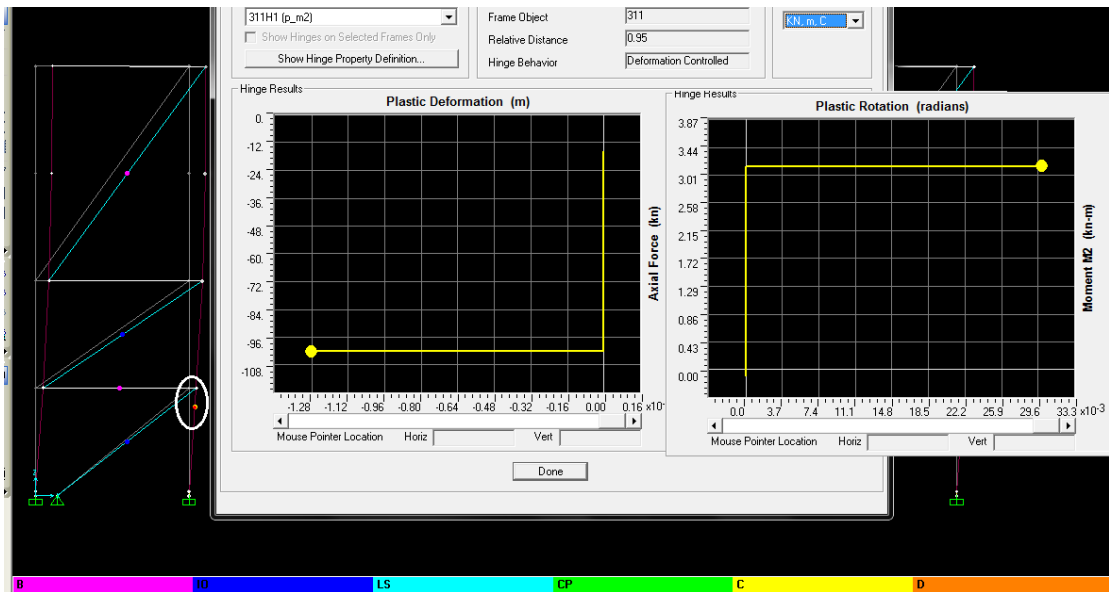 311H1 (p_m2)
Show Hinges on Selected Frames Only
Show Hinge Property Definition...
Frame Object 311
Relative Distance 0.95
Hinge Behavior Deformation Controlled
KN, m, C
Hinge Results
Plastic Deformation (m)
0.
-12.
-24.
-36.
-48.
-60.
-72.
-84.
-96.
-108.
Axial Force (kn)
-1.28 -1.12 -0.96 -0.80 -0.64 -0.48 -0.32 -0.16 0.00 0.16
Mouse Pointer Location Horiz Vert
Hinge Results
Plastic Rotation (radians)
3.87
3.44
3.01
2.58
2.15
1.72
1.29
0.86
0.43
0.00
Moment M2 (kn-m)
0.0 3.7 7.4 11.1 14.8 18.5 22.2 25.9 29.6 33.3 x10-3
Mouse Pointer Location Horiz Vert
Done
B IO LS CP C D